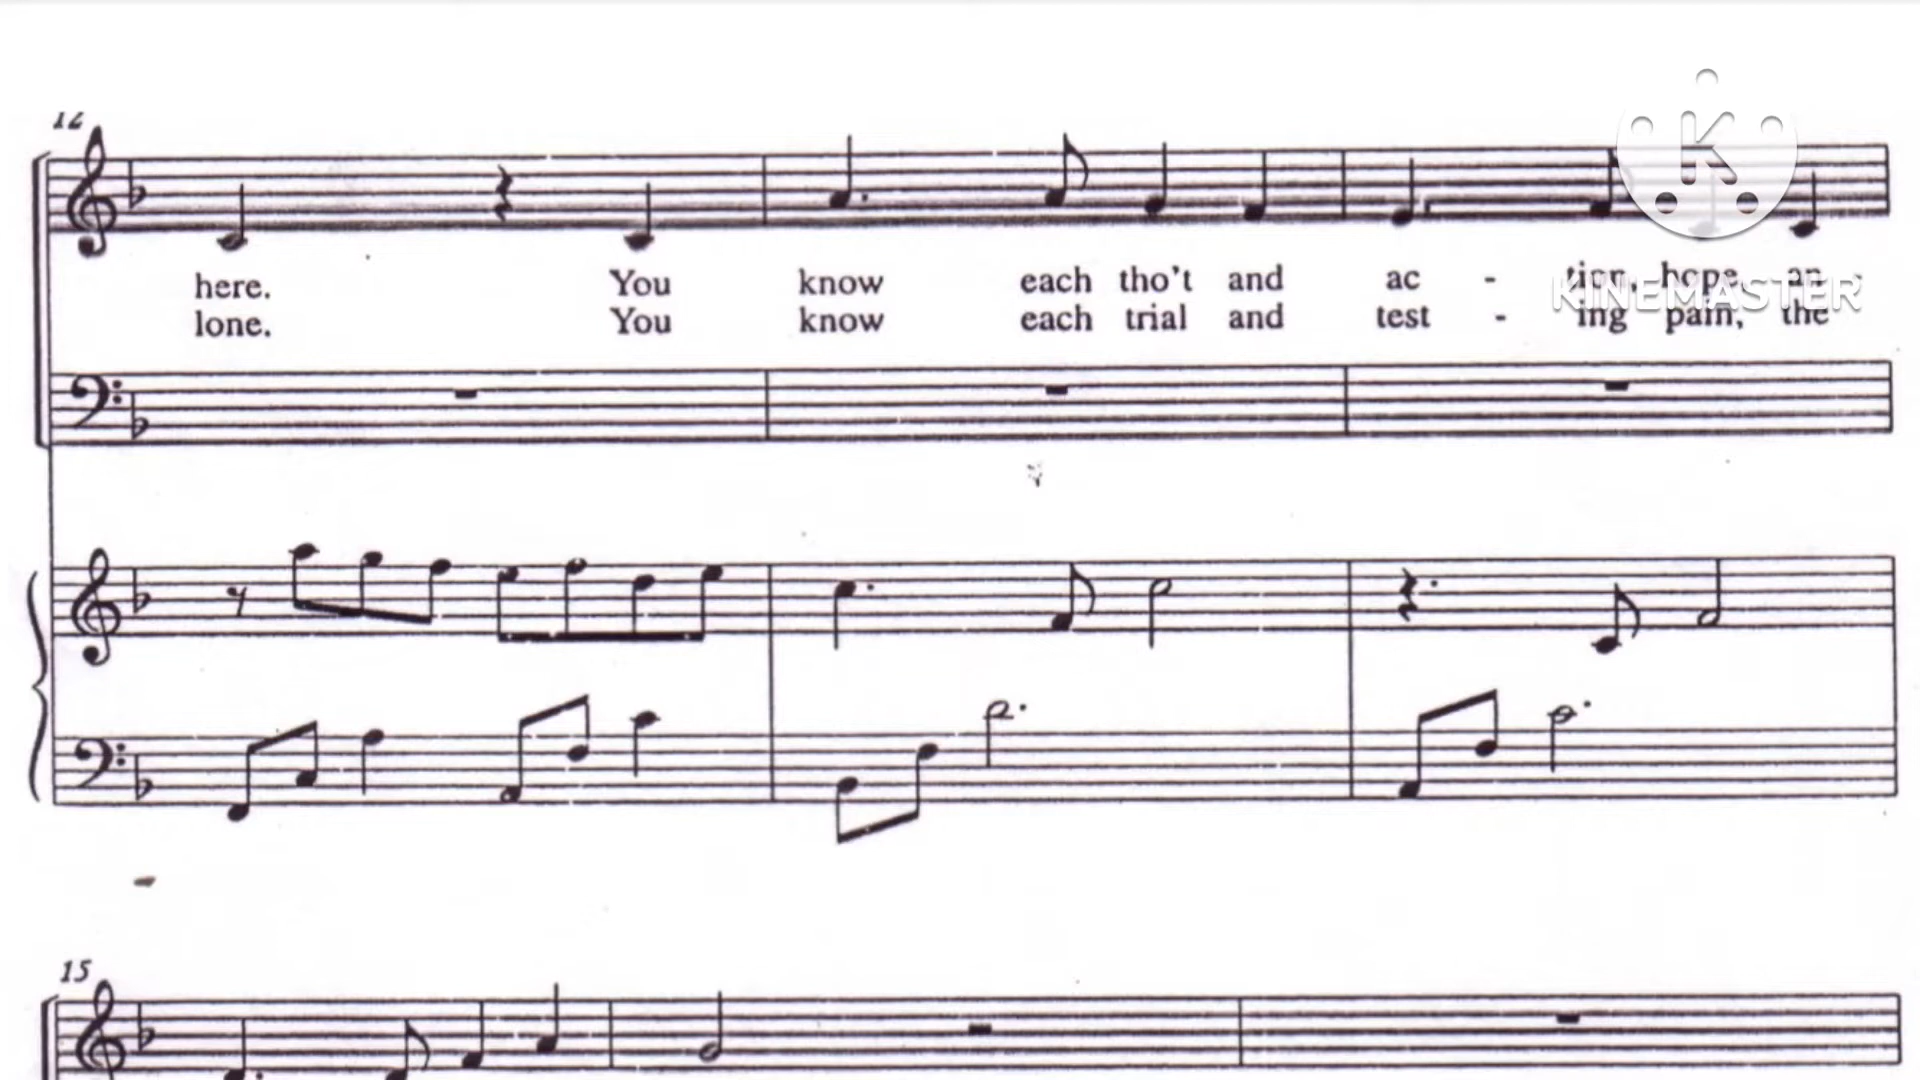 12
here. You know each tho't and ac - tion, hope, an
lone. You know each trial and test - ing pain, the
K
KINEMASTER
15